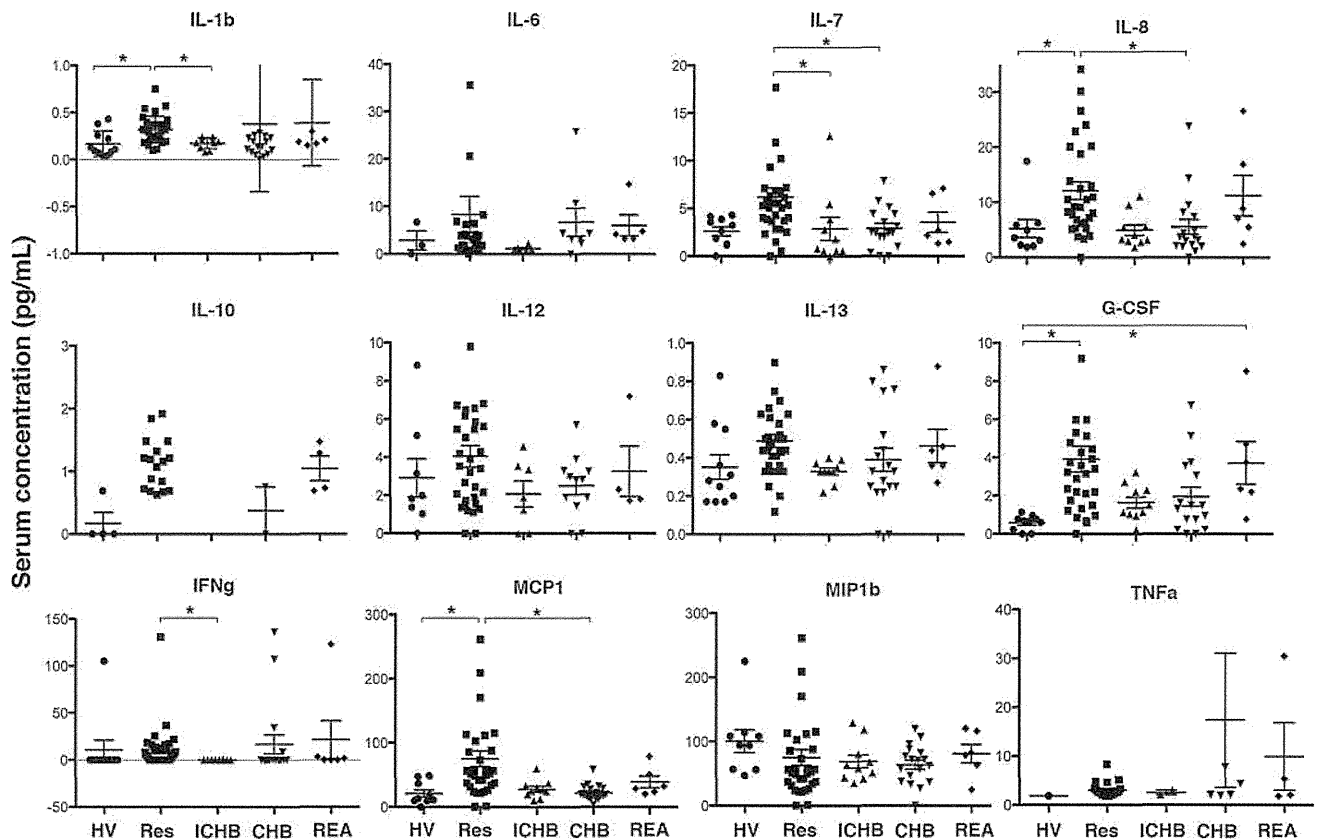 IL-1b IL-6 IL-7 IL-8
* * * * * *
1.0 0.5 0.0 -0.5 -1.0
40 20 0
20 15 10 5 0
30 20 10 0
Serum concentration (pg/mL)
IL-10 IL-12 IL-13 G-CSF
* *
3 2 1 0
10 8 6 4 2 0
1.0 0.8 0.6 0.4 0.2 0.0
10 8 6 4 2 0
IFNg MCP1 MIP1b TNFa
* * *
150 100 50 0 -50
300 200 100 0
300 200 100 0
40 30 20 10 0
HV Res ICHB CHB REA HV Res ICHB CHB REA HV Res ICHB CHB REA HV Res ICHB CHB REA